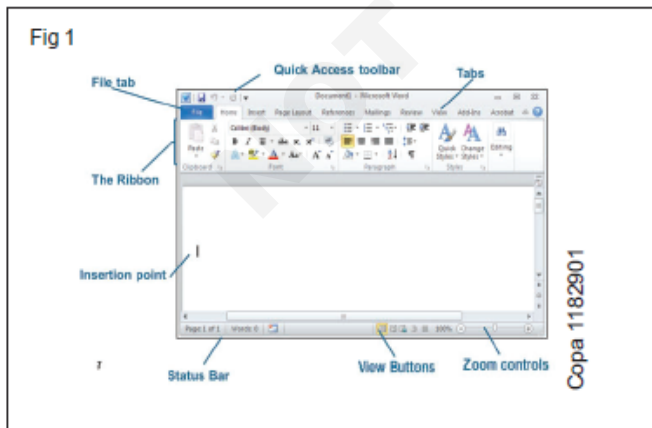 Fig 1
NOT
Quick Access toolbar
File tab
Tabs
Document1 - Microsoft Word
File Home Insert Page Layout References Mailings Review View Add-Ins Acrobat
Calibri (Body) 11
Paste
Quick Styles
Change Styles
Editing
Clipboard Font Paragraph Styles
The Ribbon
Insertion point
Page 1 of 1 Words: 0 100%
Status Bar
View Buttons
Zoom controls
Copa 1182901